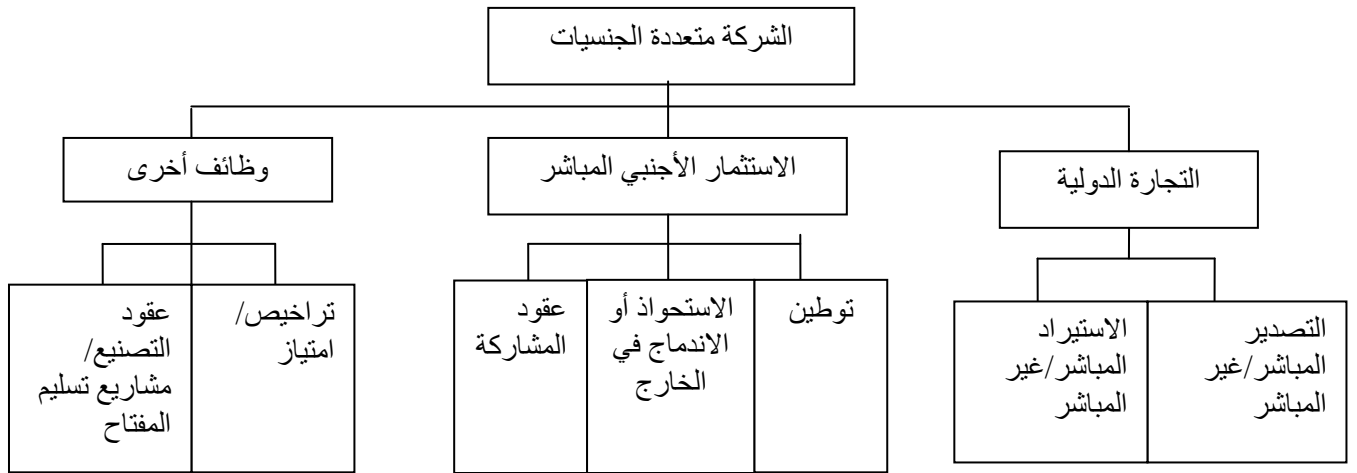 الشركة متعددة الجنسيات
التجارة الدولية
الاستثمار الأجنبي المباشر
وظائف أخرى
التصدير
المباشر/غير
المباشر
الاستيراد
المباشر/غير
المباشر
توطين
الاستحواذ أو
الاندماج في
الخارج
عقود
المشاركة
تراخيص/
امتياز
عقود
التصنيع/
مشاريع تسليم
المفتاح